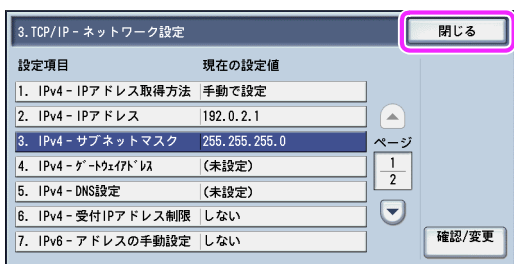 3.TCP/IP - ネットワーク設定
閉じる
設定項目 現在の設定値
1. IPv4 - IPアドレス取得方法 手動で設定
2. IPv4 - IPアドレス 192.0.2.1
3. IPv4 - サブネットマスク 255.255.255.0
ページ
4. IPv4 - ｹﾞｰﾄｳｪｲｱﾄﾞﾚｽ (未設定)
1
2
5. IPv4 - DNS設定 (未設定)
6. IPv4 - 受付IPアドレス制限 しない
7. IPv6 - アドレスの手動設定 しない
確認/変更